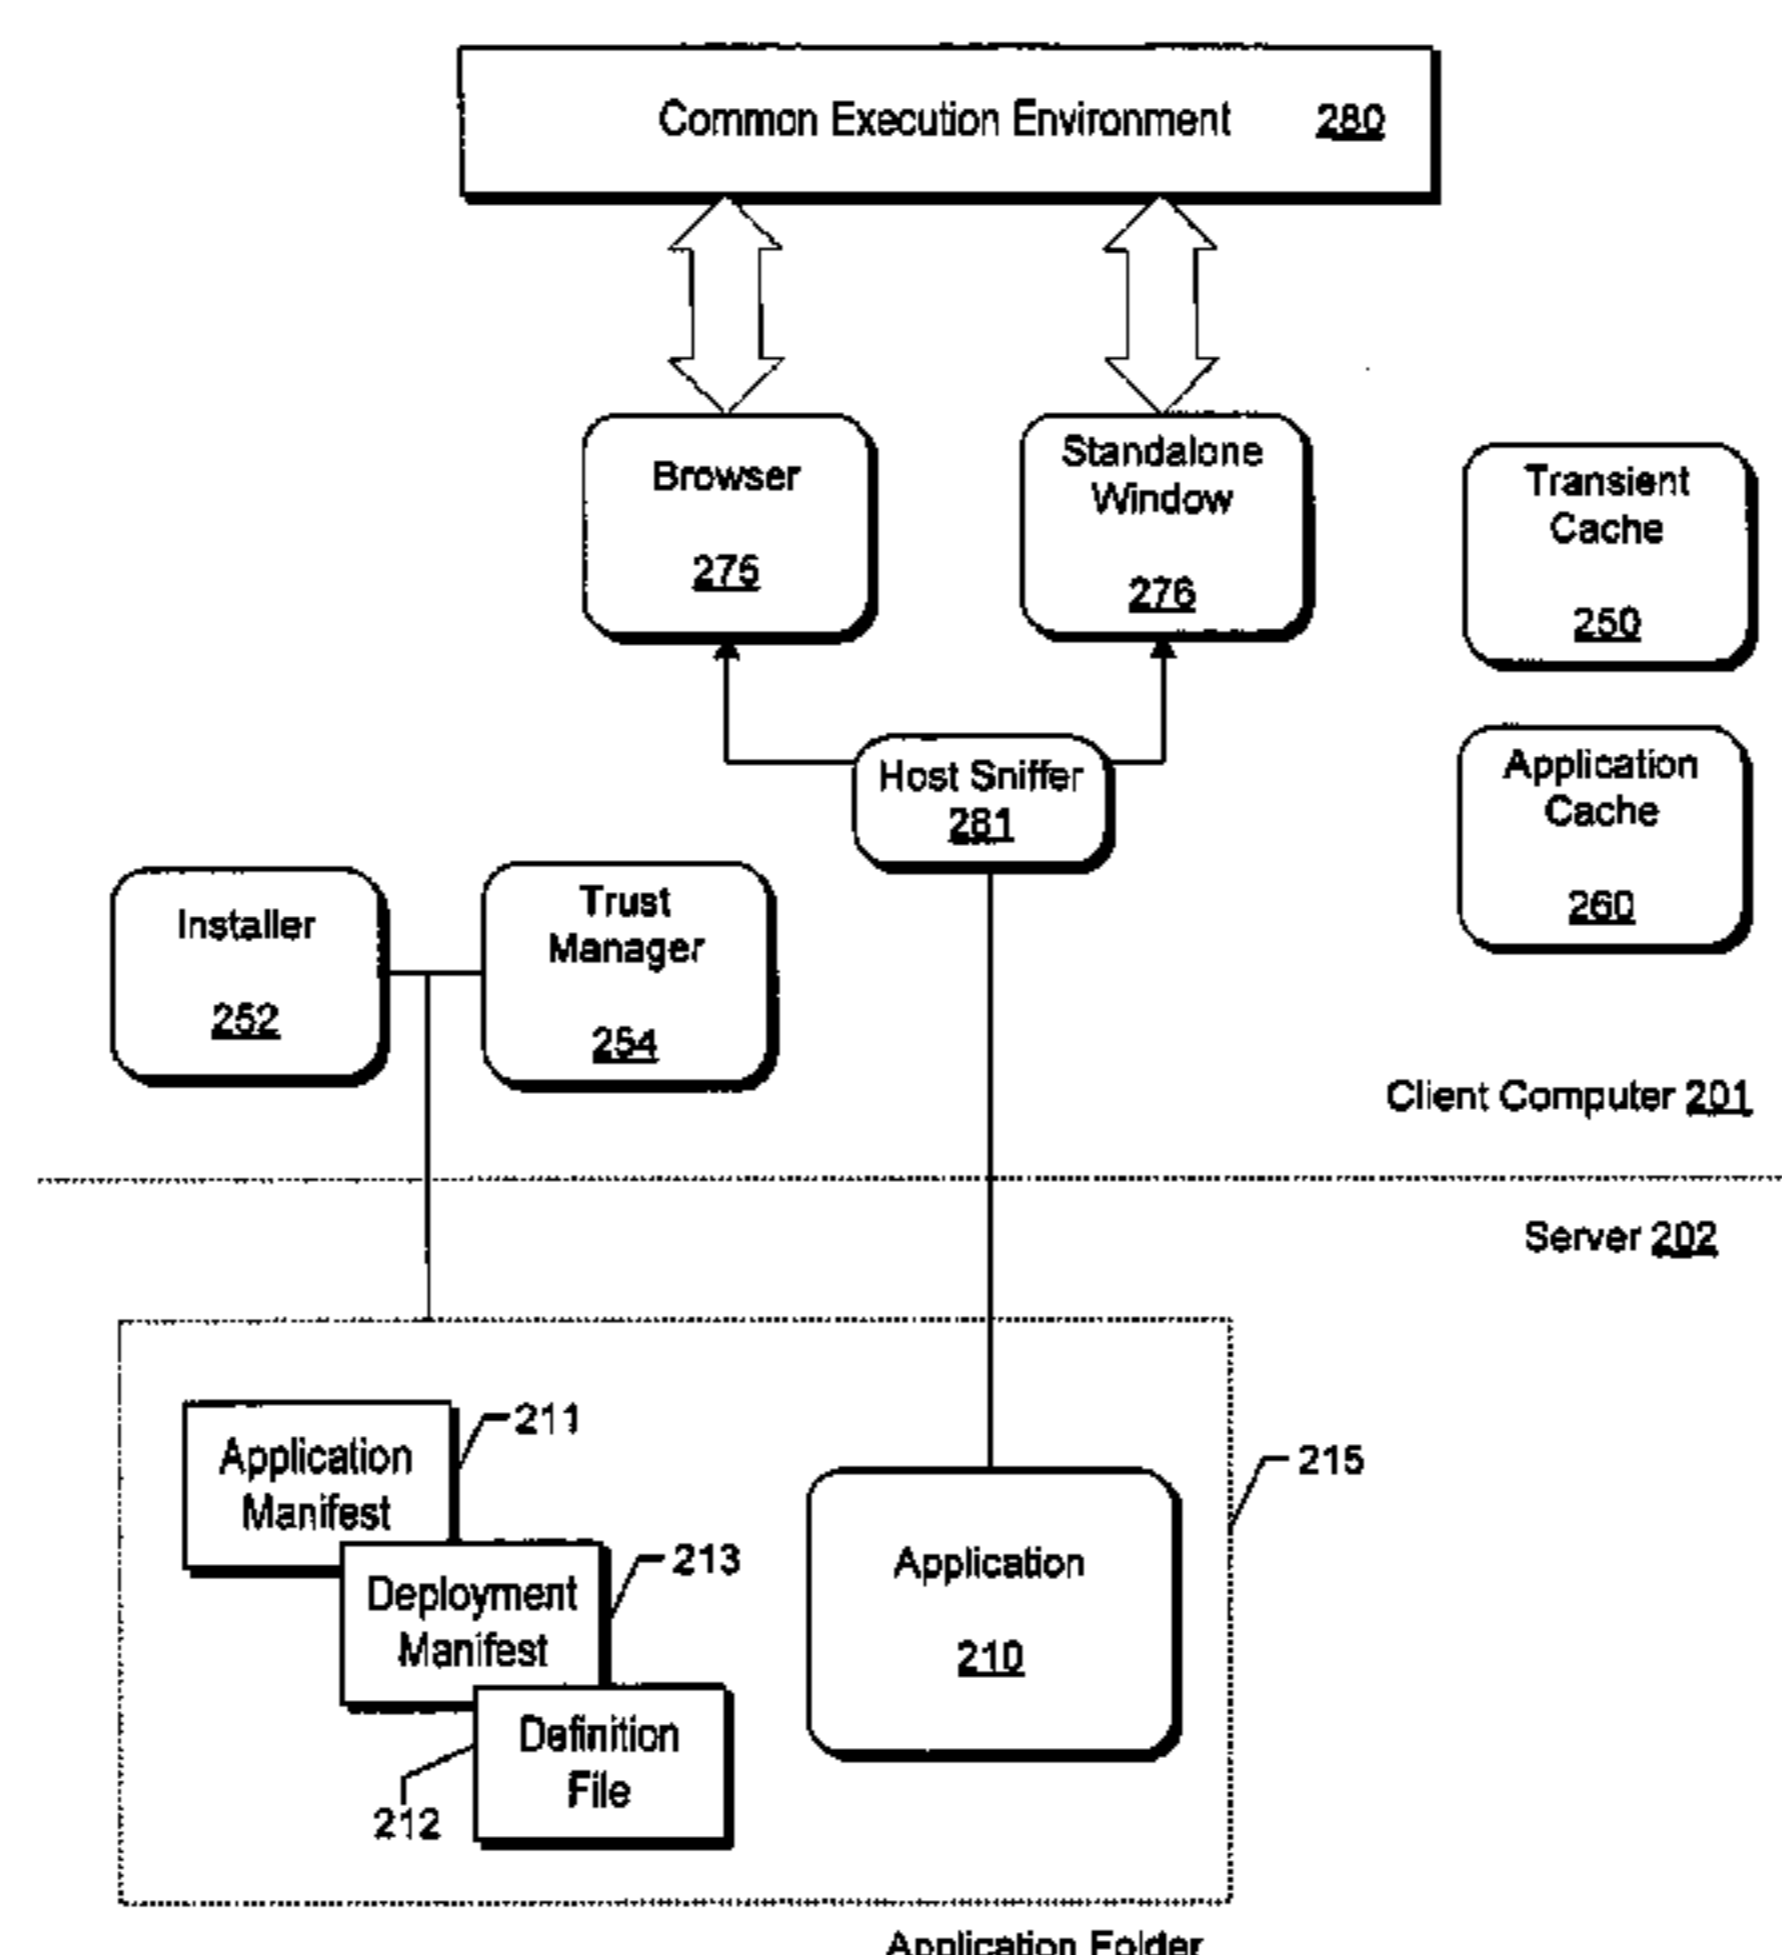 Common Execution Environment 280
Browser
275
Standalone
Window
276
Transient
Cache
250
Host Sniffer
281
Application
Cache
260
Installer
252
Trust
Manager
254
Client Computer 201
Server 202
Application
Manifest
211
215
Deployment
Manifest
213
Application
210
Definition
File
212
Application Folder